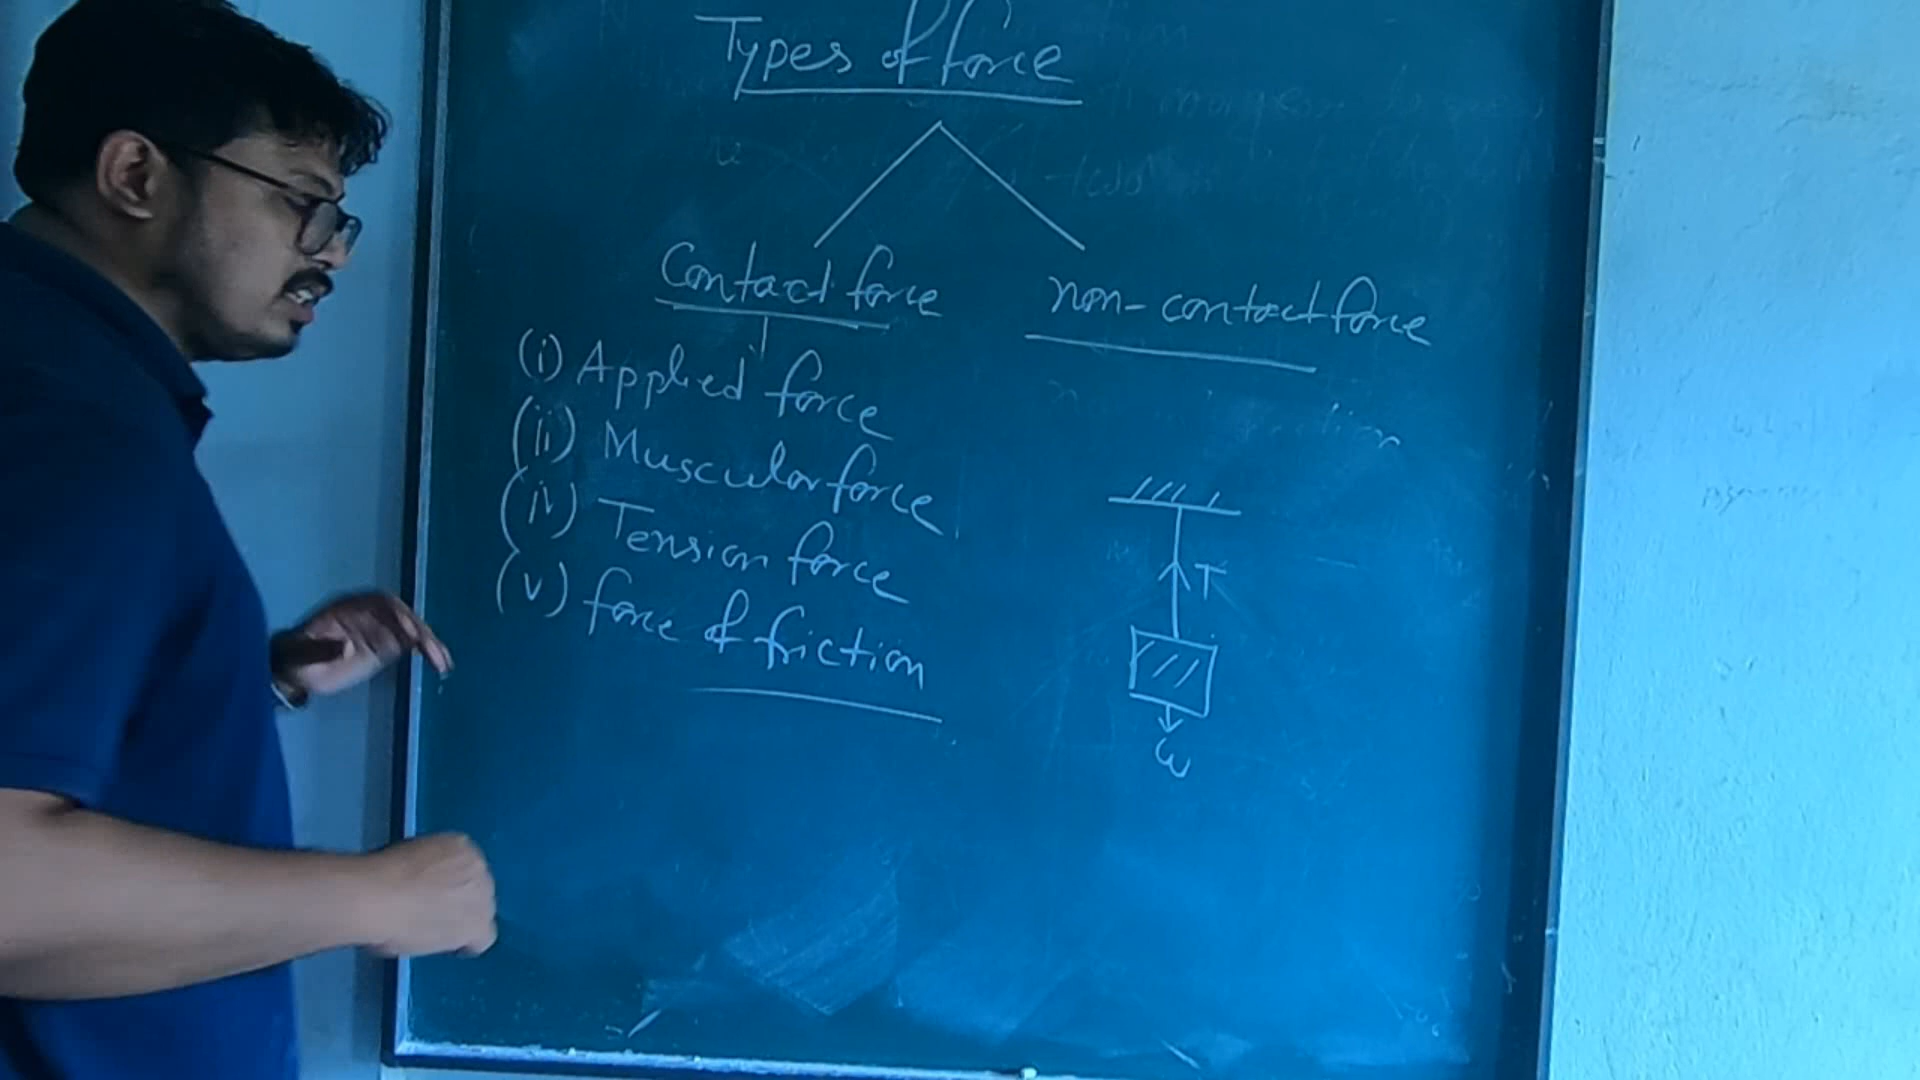 Types of force
Contact force
non-contact force
(i) Applied force
(ii) Muscular force
(iv) Tension force
(v) force of friction
T
W